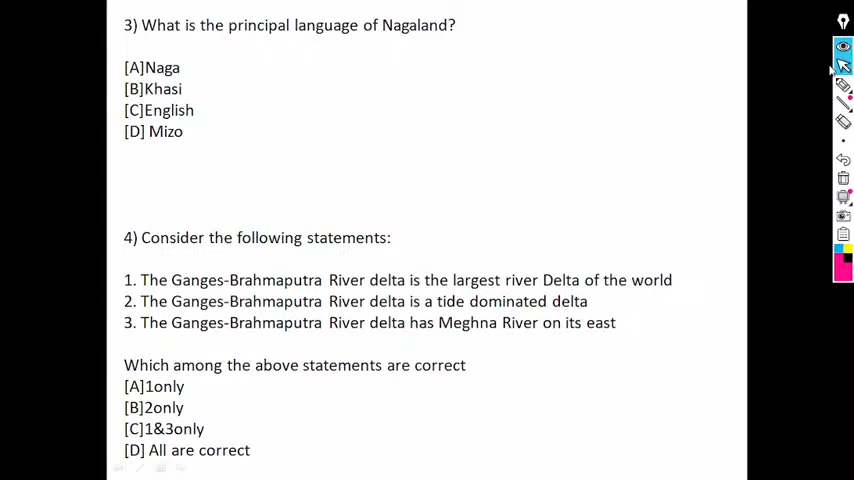 3) What is the principal language of Nagaland?
[A]Naga
[B]Khasi
[C]English
[D] Mizo
4) Consider the following statements:
1. The Ganges-Brahmaputra River delta is the largest river Delta of the world
2. The Ganges-Brahmaputra River delta is a tide dominated delta
3. The Ganges-Brahmaputra River delta has Meghna River on its east
Which among the above statements are correct
[A]1only
[B]2only
[C]1&3only
[D] All are correct